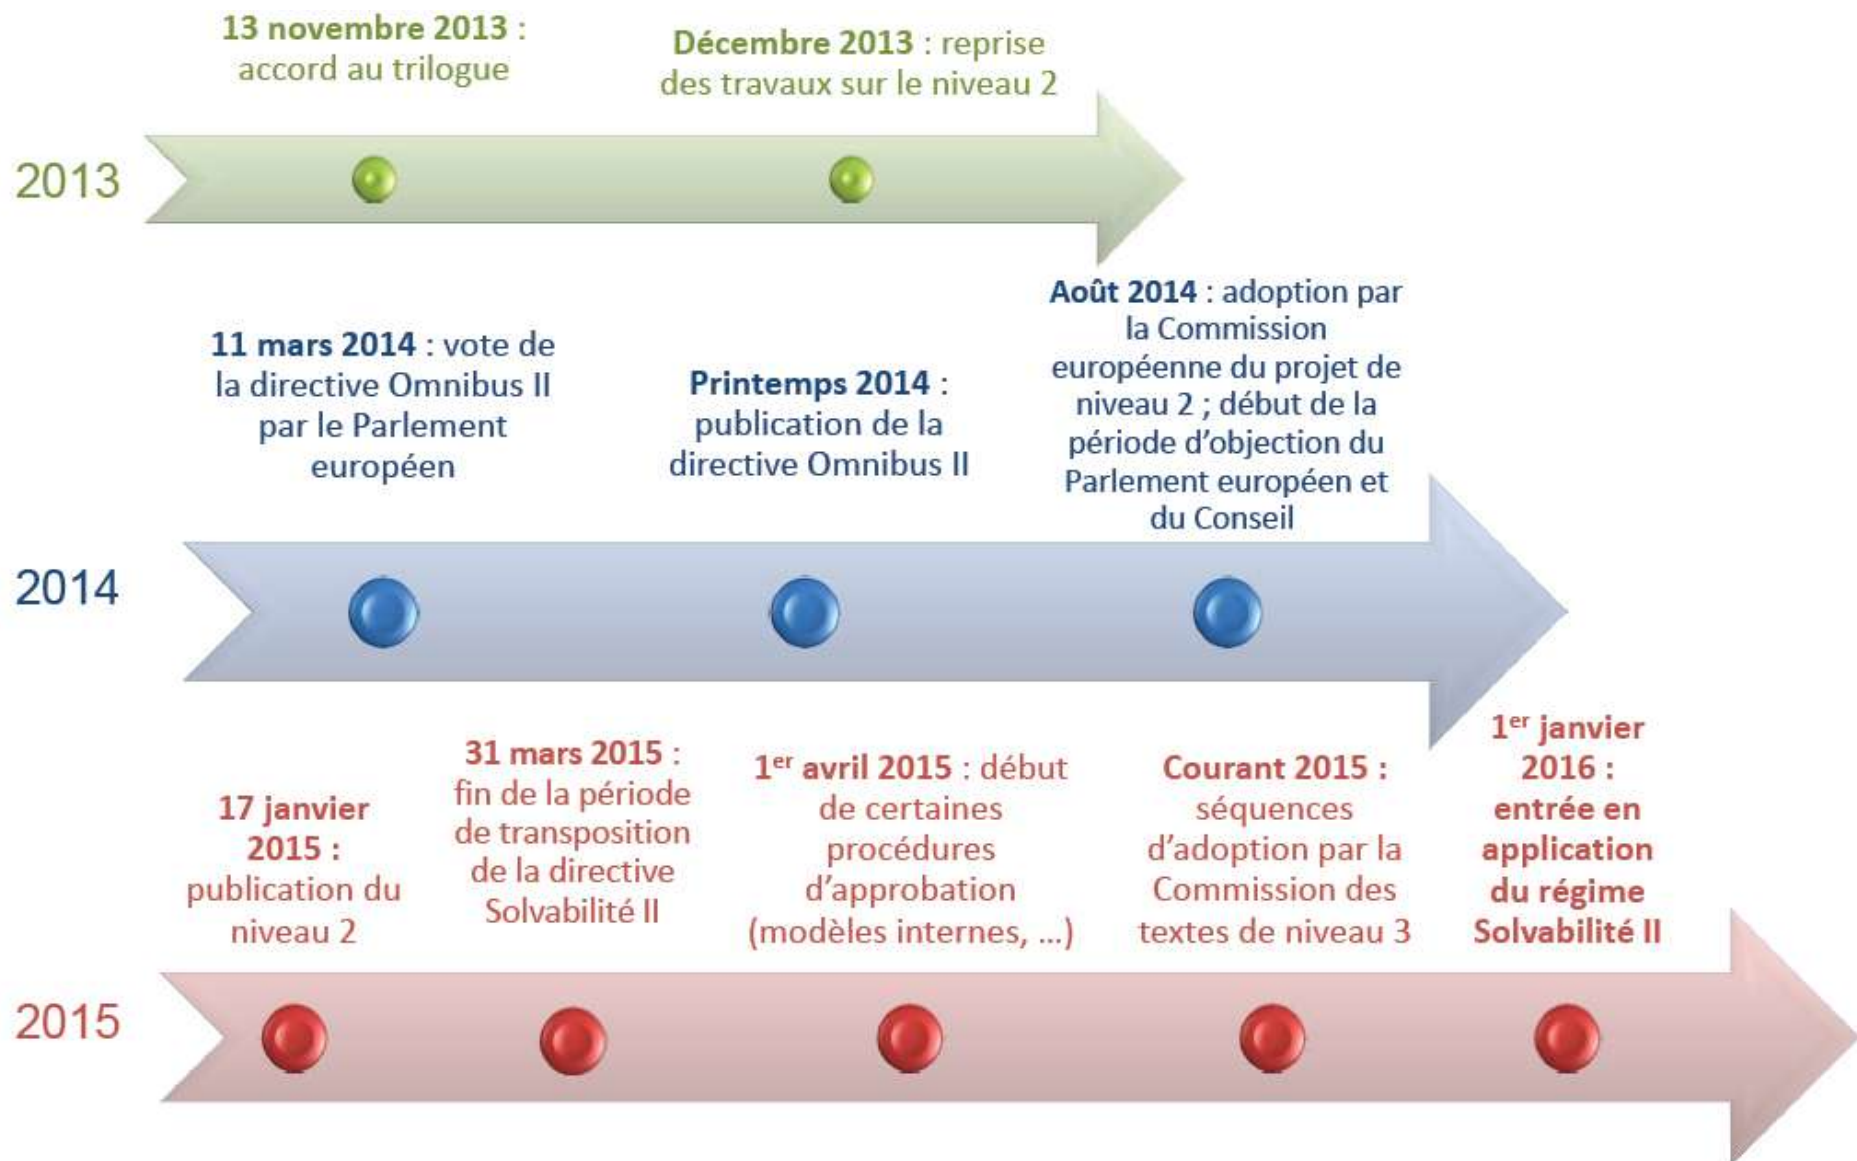 13 novembre 2013 :
accord au trilogue
Décembre 2013 : reprise
des travaux sur le niveau 2
2013
11 mars 2014 : vote de
la directive Omnibus II
par le Parlement
européen
Printemps 2014 :
publication de la
directive Omnibus II
Août 2014 : adoption par
la Commission
européenne du projet de
niveau 2 ; début de la
période d’objection du
Parlement européen et
du Conseil
2014
17 janvier
2015 :
publication du
niveau 2
31 mars 2015 :
fin de la période
de transposition
de la directive
Solvabilité II
1er avril 2015 : début
de certaines
procédures
d’approbation
(modèles internes, ...)
Courant 2015 :
séquences
d’adoption par la
Commission des
textes de niveau 3
1er janvier
2016 :
entrée en
application
du régime
Solvabilité II
2015